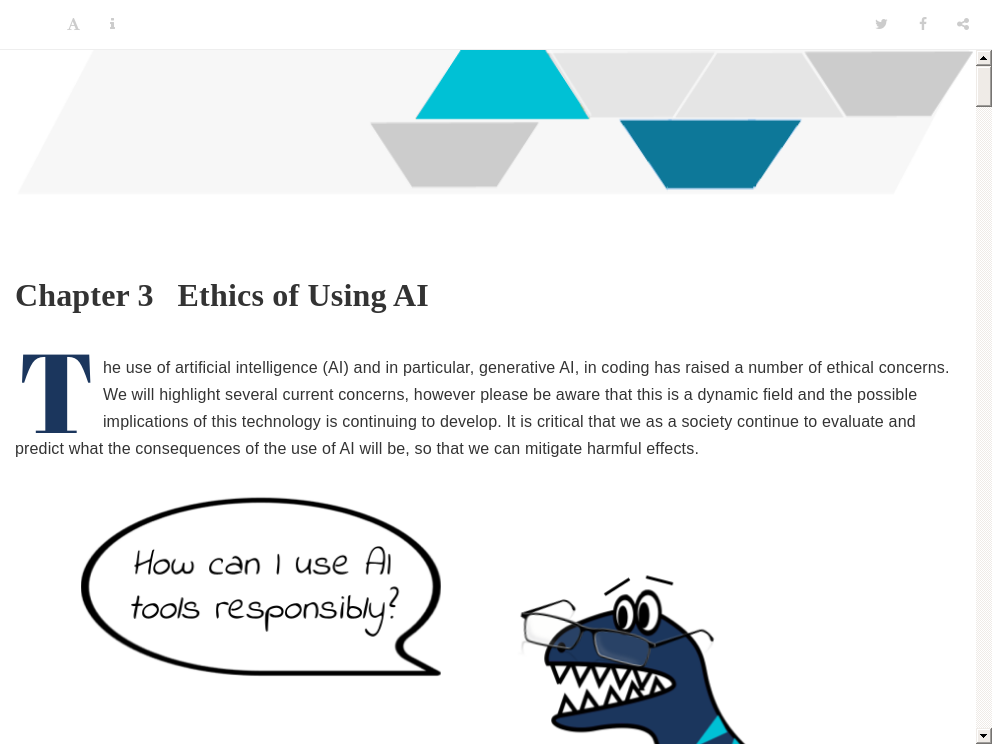 Chapter 3 Ethics of Using AI
The use of artificial intelligence (AI) and in particular, generative AI, in coding has raised a number of ethical concerns.
We will highlight several current concerns, however please be aware that this is a dynamic field and the possible
implications of this technology is continuing to develop. It is critical that we as a society continue to evaluate and
predict what the consequences of the use of AI will be, so that we can mitigate harmful effects.
How can I use AI
tools responsibly?